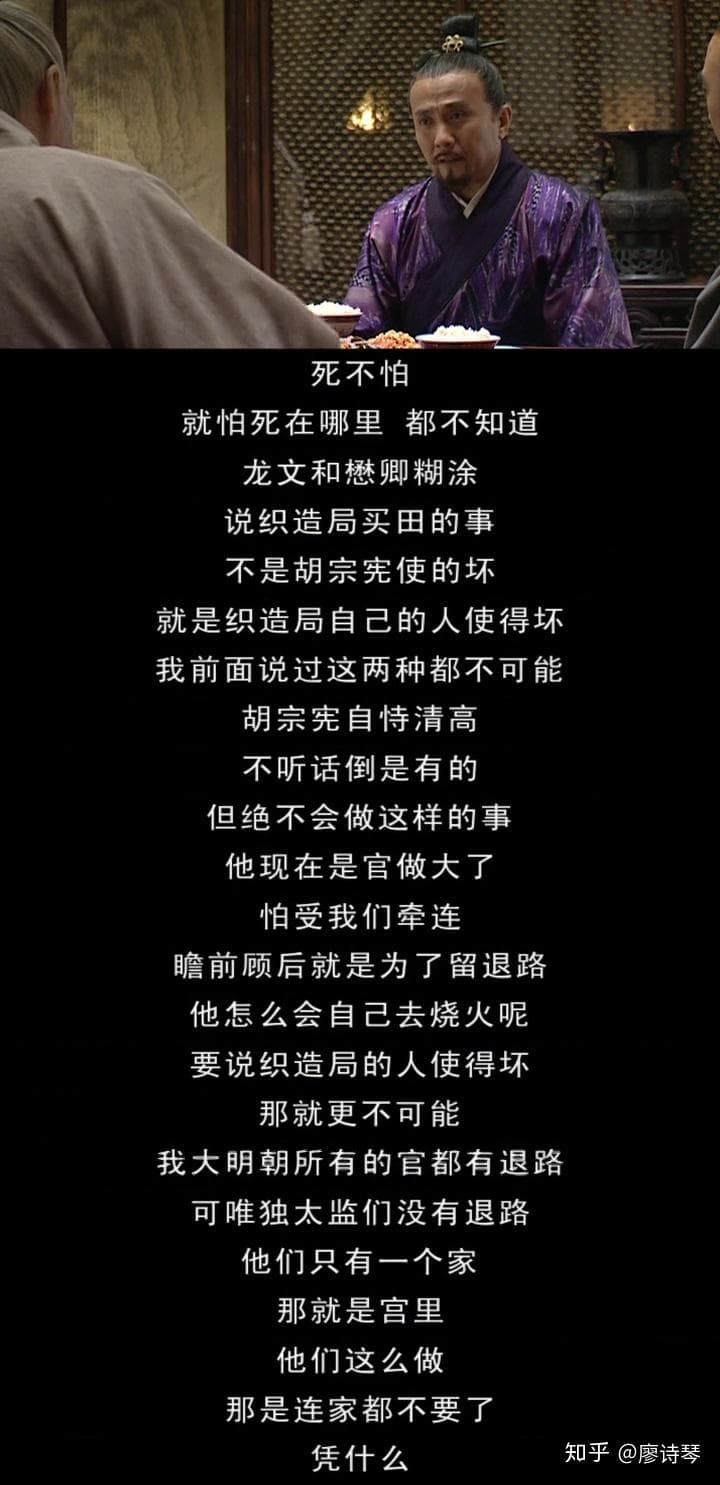 死不怕
就怕死在哪里 都不知道
龙文和懋卿糊涂
说织造局买田的事
不是胡宗宪使的坏
就是织造局自己的人使得坏
我前面说过这两种都不可能
胡宗宪自恃清高
不听话倒是有的
但绝不会做这样的事
他现在是官做大了
怕受我们牵连
瞻前顾后就是为了留退路
他怎么会自己去烧火呢
要说织造局的人使得坏
那就更不可能
我大明朝所有的官都有退路
可唯独太监们没有退路
他们只有一个家
那就是宫里
他们这么做
那是连家都不要了
凭什么
知乎 @廖诗琴